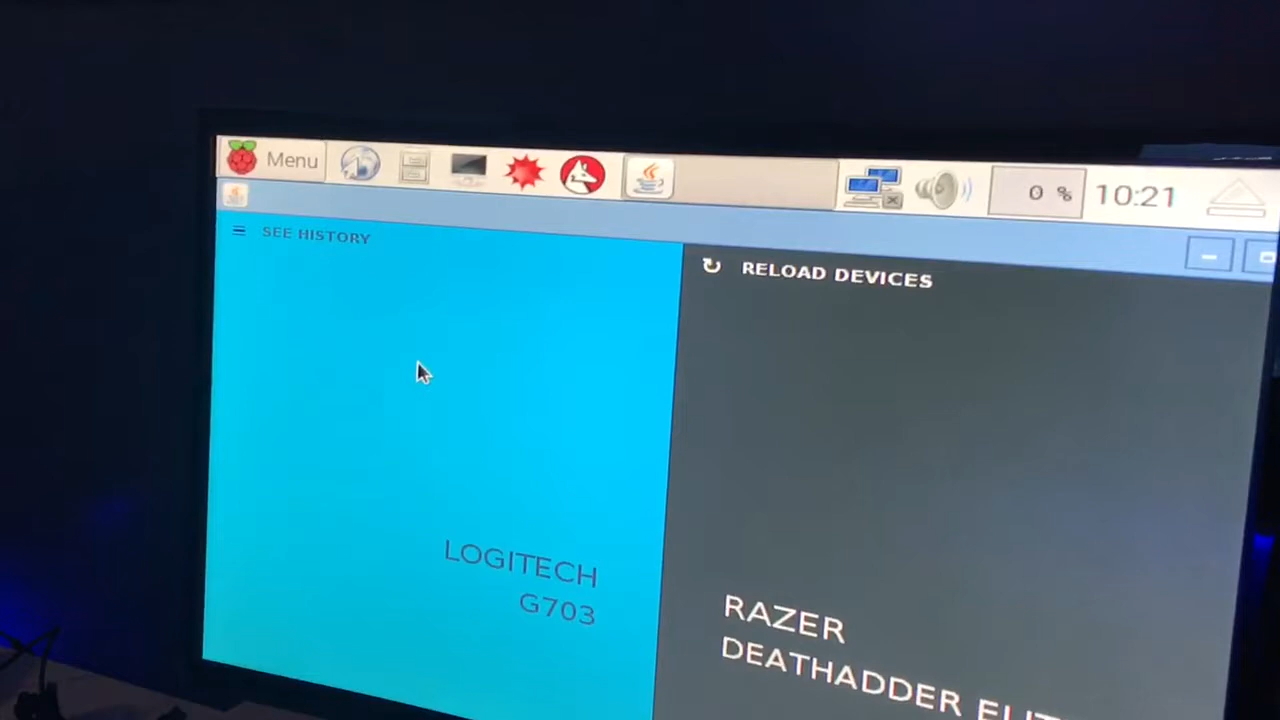 Menu
0 %
10:21
SEE HISTORY
RELOAD DEVICES
LOGITECH
G703
RAZER
DEATHADDER